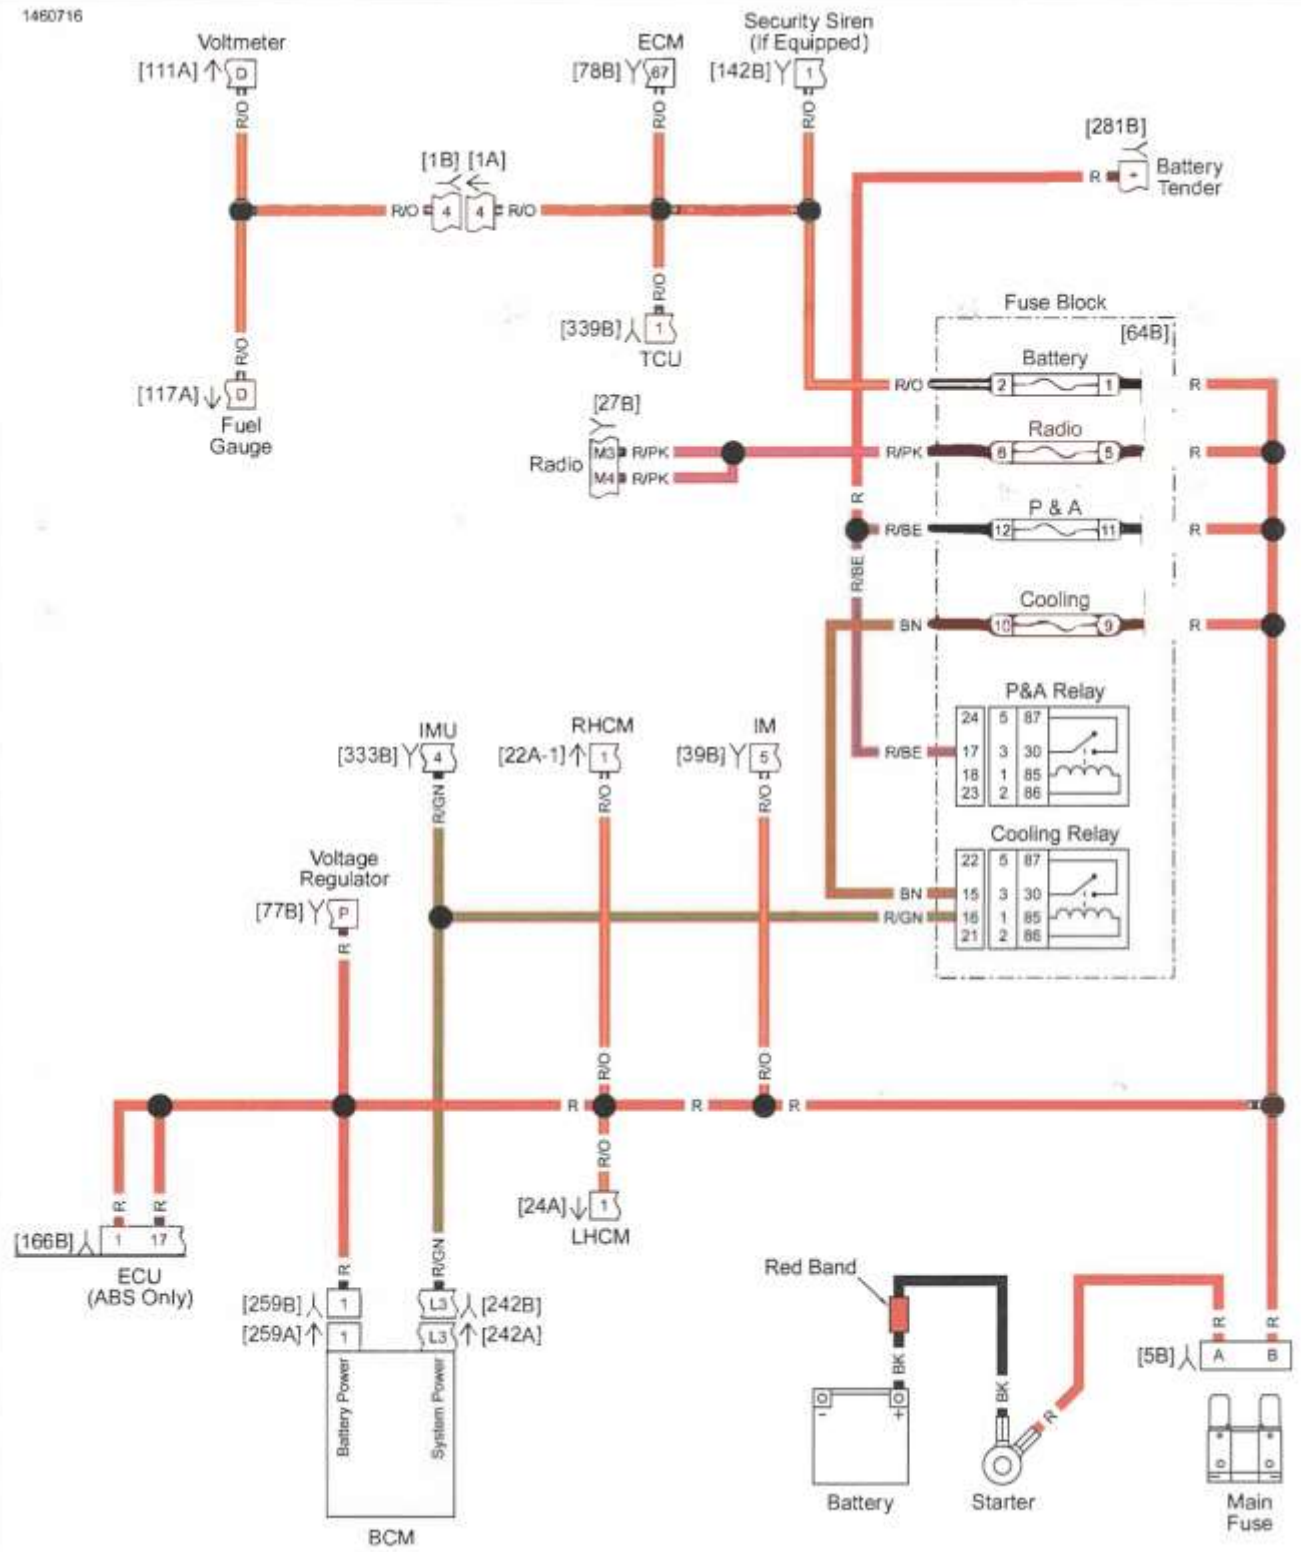 1460716
Voltmeter
[111A]
D
R/O
ECM
[78B]
67
R/O
Security Siren
(If Equipped)
[142B]
1
R/O
[281B]
R
+
Battery
Tender
[1B] [1A]
R/O 4 4 R/O
R/O
[339B]
1
TCU
R/O
[117A]
D
Fuel
Gauge
Fuse Block
[64B]
Battery
R/O 2 1 R
[27B]
Radio
M3 R/PK
M4 R/PK
Radio
R/PK 6 5 R
R
P & A
R/BE 12 11 R
R/BE
Cooling
BN 10 9 R
P&A Relay
24 5 87
R/BE 17 3 30
18 1 85
23 2 86
Cooling Relay
22 5 87
BN 15 3 30
R/GN 16 1 85
21 2 86
IMU
[333B]
4
R/GN
RHCM
[22A-1]
1
R/O
IM
[39B]
5
R/O
Voltage
Regulator
[77B]
P
R
R/O
R/O
R R R
R/O
[24A]
1
LHCM
R R
[166B]
1 17
ECU
(ABS Only)
R
R/GN
[259B] 1 L3 [242B]
[259A] 1 L3 [242A]
Battery Power
System Power
BCM
Red Band
BK
-
+
Battery
BK
R
Starter
R R
[5B]
A B
Main
Fuse